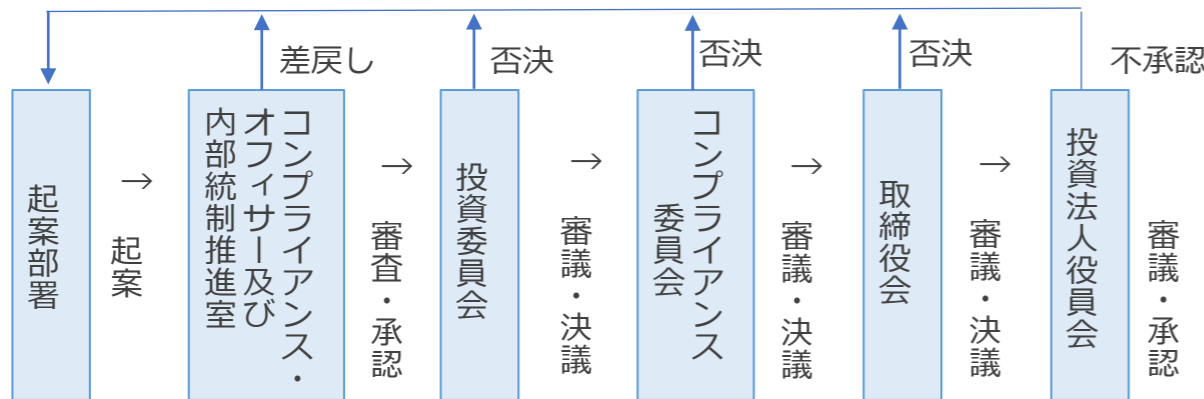 差戻し
否決
否決
否決
不承認
起案部署
→
起案
コンプライアンス・
オフィサー及び
内部統制推進室
→
審査・承認
投資委員会
→
審議・決議
コンプライアンス
委員会
→
審議・決議
取締役会
→
審議・決議
投資法人役員会
審議・承認